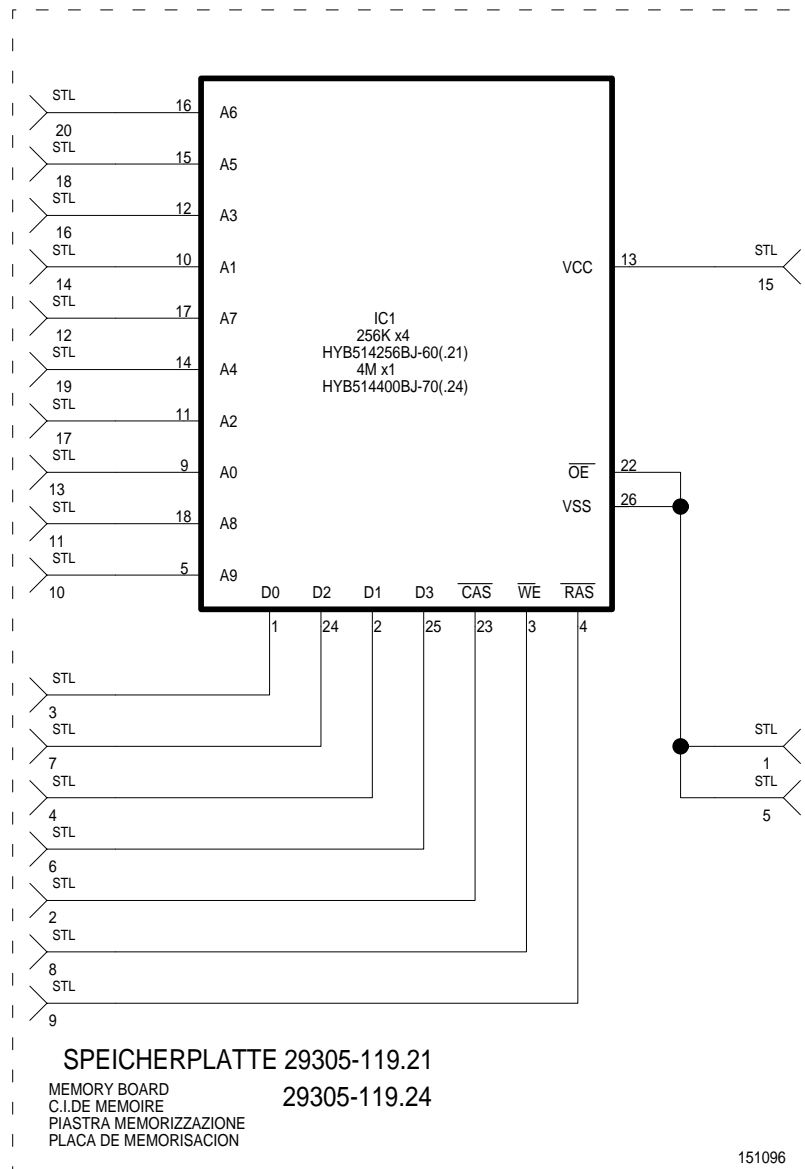 STL 16 A6
20
STL 15 A5
18
STL 12 A3
16
STL 10 A1 VCC 13 STL
14 15
STL 17 A7 IC1
12 256K x4
HYB514256BJ-60(.21)
STL 14 A4 4M x1
19 HYB514400BJ-70(.24)
STL 11 A2
17
STL 9 A0 OE 22
13
STL 18 A8 VSS 26
11
STL 5 A9
10
D0 D2 D1 D3 CAS WE RAS
1 24 2 25 23 3 4
STL
3
STL STL
7 1
STL STL
4 5
STL
6
STL
2
STL
8
STL
9
SPEICHERPLATTE 29305-119.21
MEMORY BOARD 29305-119.24
C.I.DE MEMOIRE
PIASTRA MEMORIZZAZIONE
PLACA DE MEMORISACION
151096